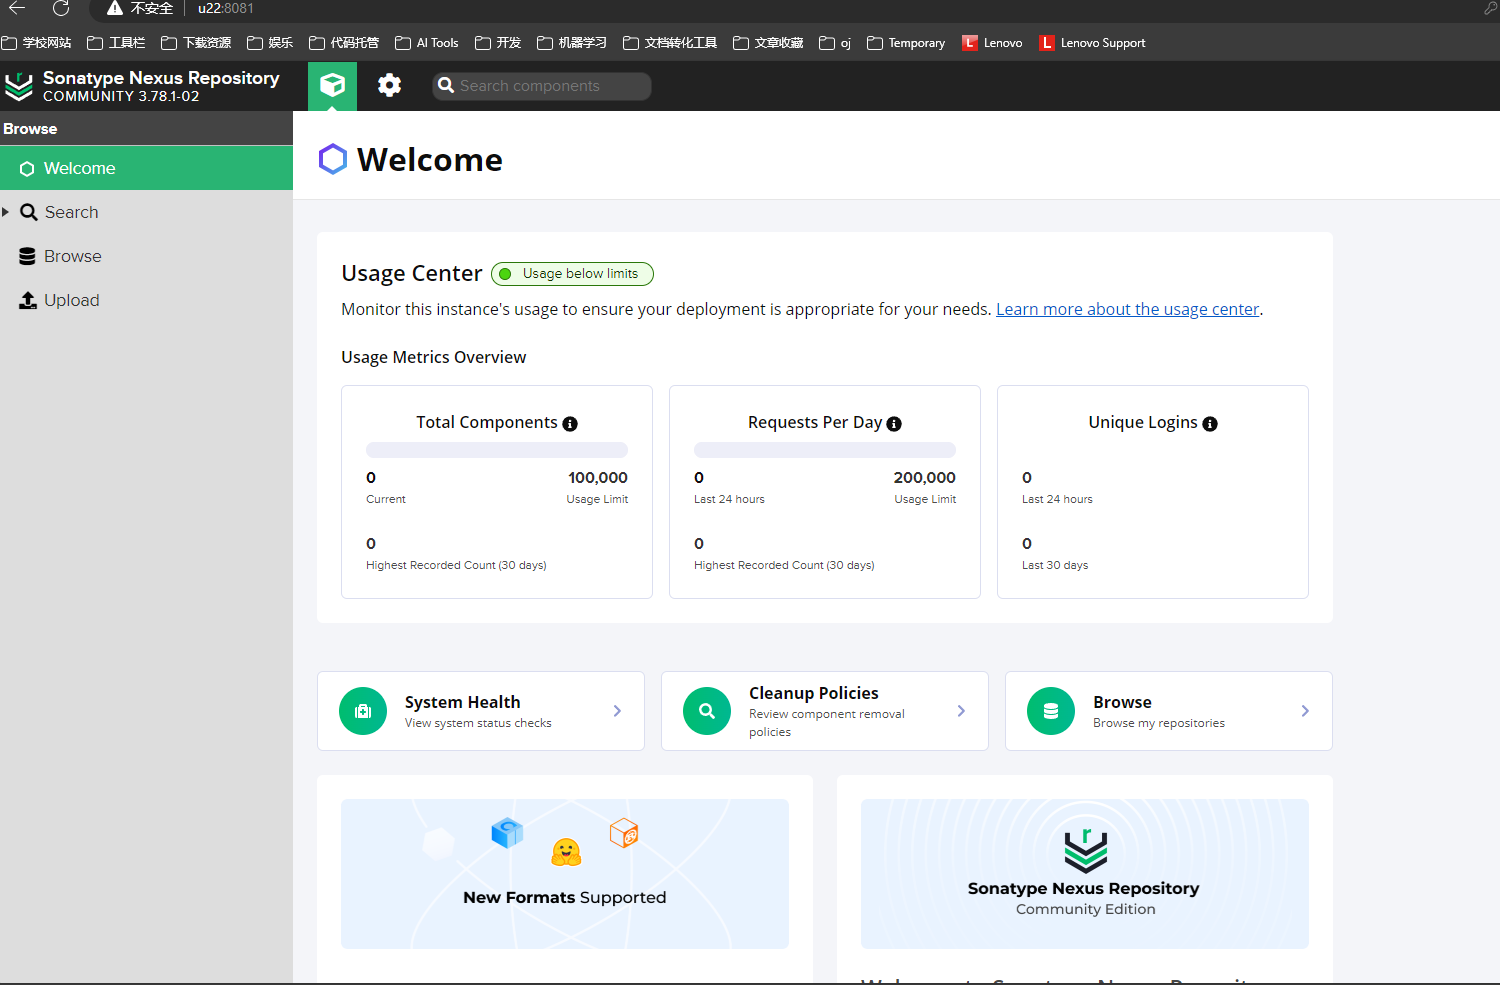 不安全 u22:8081
学校网站 工具栏 下载资源 娱乐 代码托管 AI Tools 开发 机器学习 文档转化工具 文章收藏 oj Temporary Lenovo Lenovo Support
Sonatype Nexus Repository
COMMUNITY 3.78.1-02
Search components
Browse
Welcome
Search
Browse
Upload
Welcome
Usage Center Usage below limits
Monitor this instance's usage to ensure your deployment is appropriate for your needs. Learn more about the usage center.
Usage Metrics Overview
Total Components
0 100,000
Current Usage Limit
0
Highest Recorded Count (30 days)
Requests Per Day
0 200,000
Last 24 hours Usage Limit
0
Highest Recorded Count (30 days)
Unique Logins
0
Last 24 hours
0
Last 30 days
System Health
View system status checks
Cleanup Policies
Review component removal
policies
Browse
Browse my repositories
New Formats Supported
Sonatype Nexus Repository
Community Edition